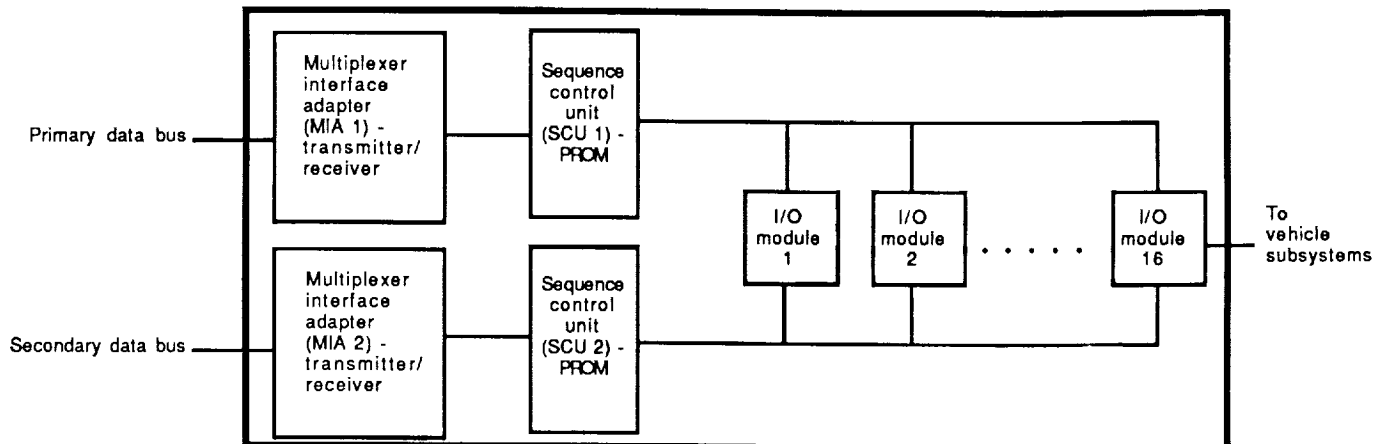 Primary data bus
Multiplexer
interface
adapter
(MIA 1) -
transmitter/
receiver
Sequence
control
unit
(SCU 1) -
PROM
I/O
module
1
I/O
module
2
. . . . .
I/O
module
16
To
vehicle
subsystems
Secondary data bus
Multiplexer
interface
adapter
(MIA 2) -
transmitter/
receiver
Sequence
control
unit
(SCU 2) -
PROM